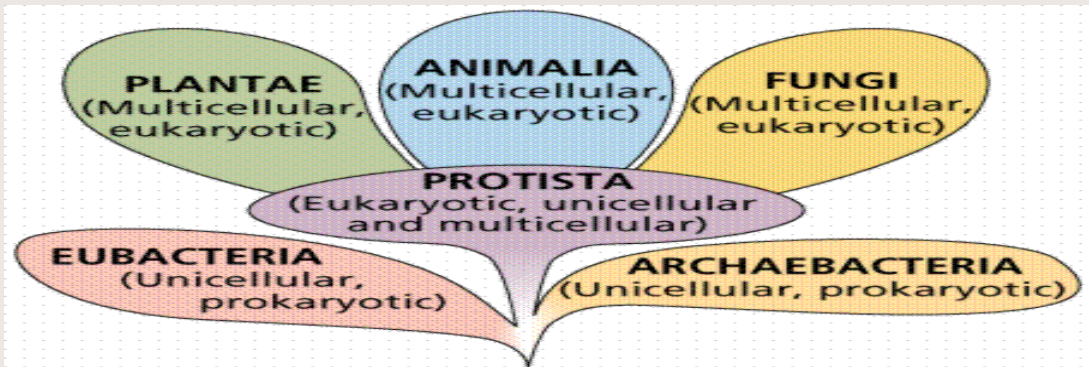 PLANTAE
(Multicellular,
eukaryotic)
ANIMALIA
(Multicellular,
eukaryotic)
FUNGI
(Multicellular,
eukaryotic)
PROTISTA
(Eukaryotic, unicellular
and multicellular)
EUBACTERIA
(Unicellular,
prokaryotic)
ARCHAEBACTERIA
(Unicellular, prokaryotic)